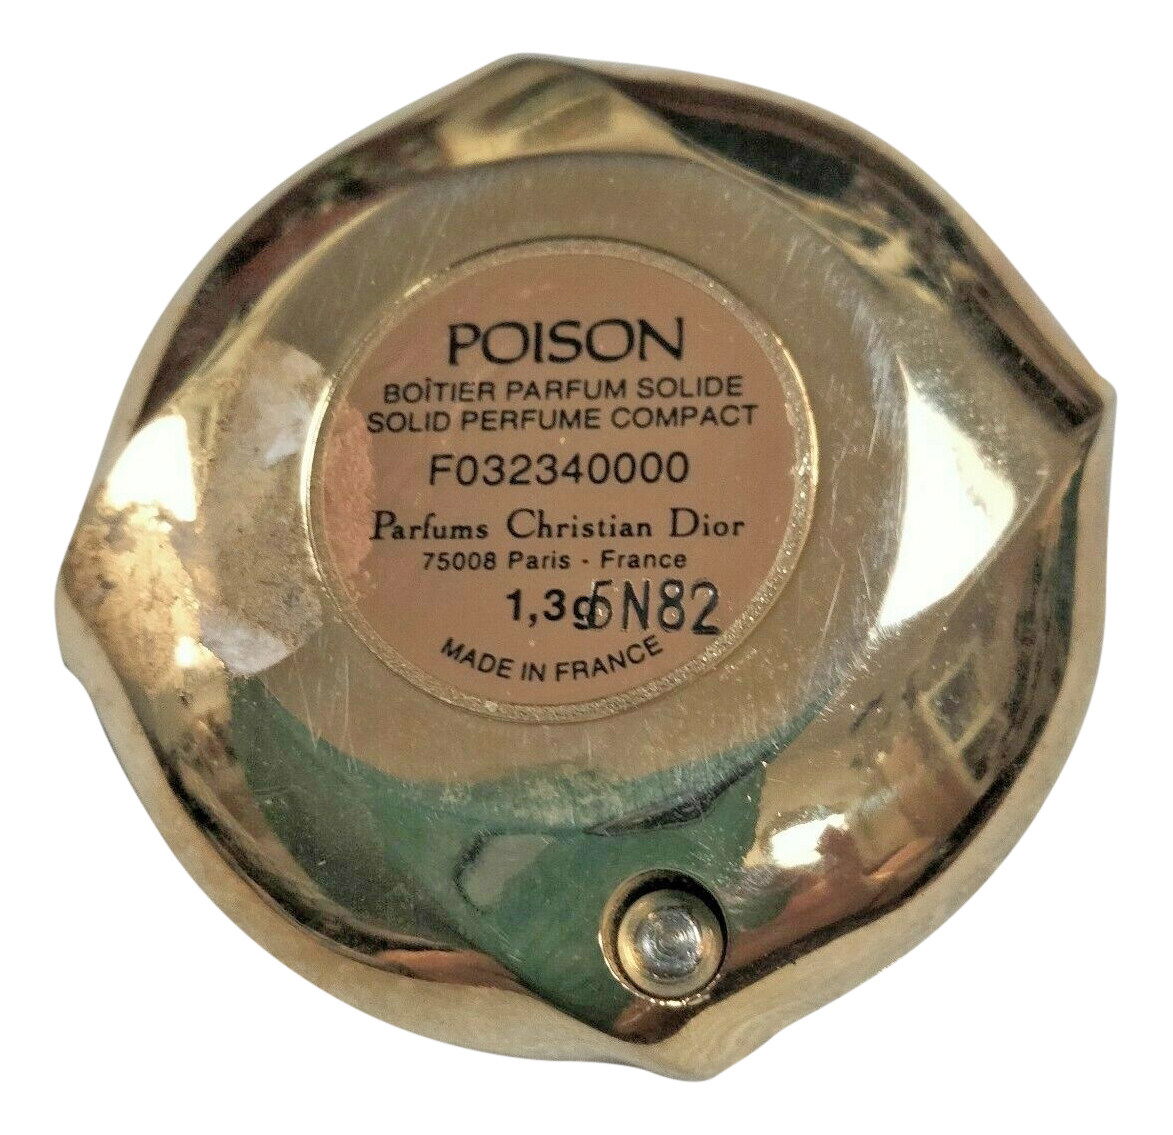 POISON
BOÎTIER PARFUM SOLIDE
SOLID PERFUME COMPACT
F032340000
Parfums Christian Dior
75008 Paris - France
1,3g 5N82
MADE IN FRANCE